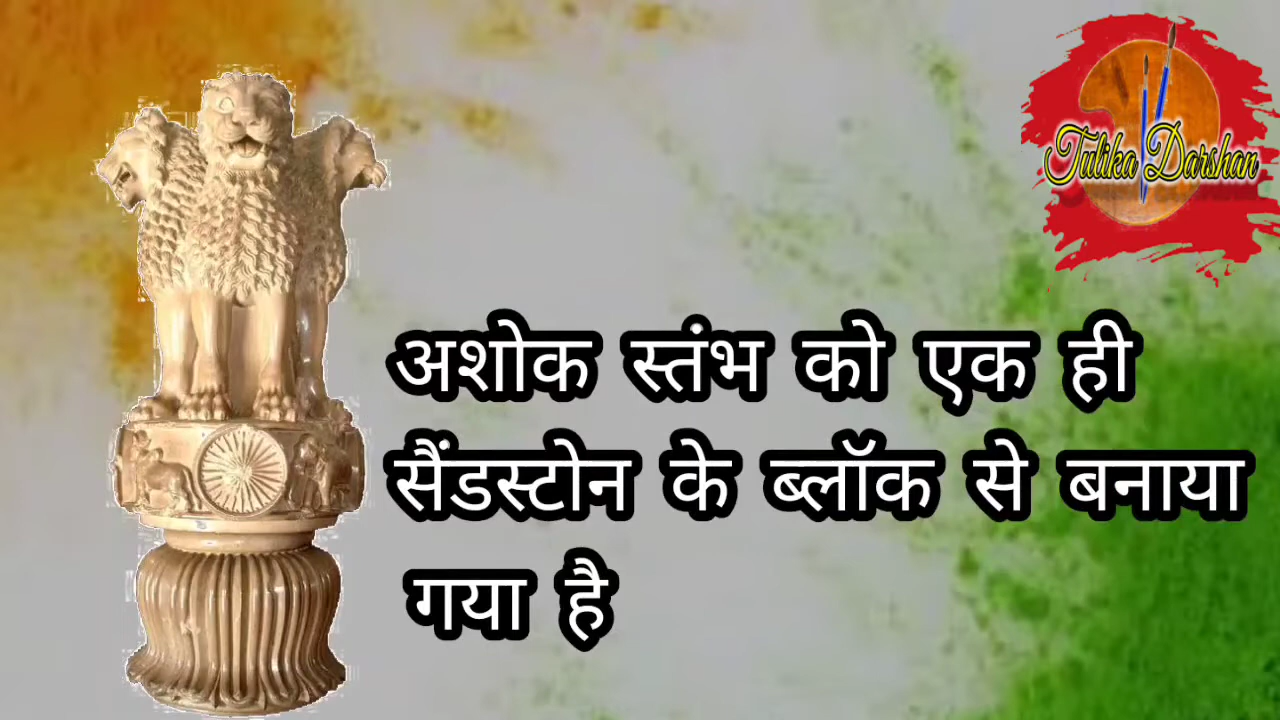 Tulika Darshan
अशोक स्तंभ को एक ही
सैंडस्टोन के ब्लॉक से बनाया
गया है